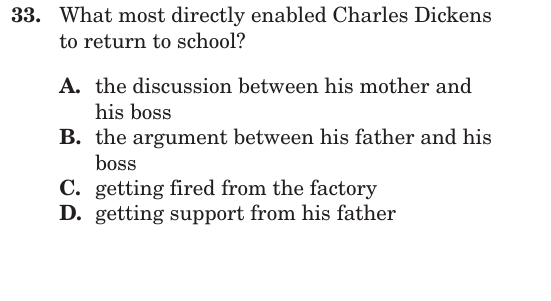 33. What most directly enabled Charles Dickens
to return to school?
A. the discussion between his mother and
his boss
B. the argument between his father and his
boss
C. getting fired from the factory
D. getting support from his father